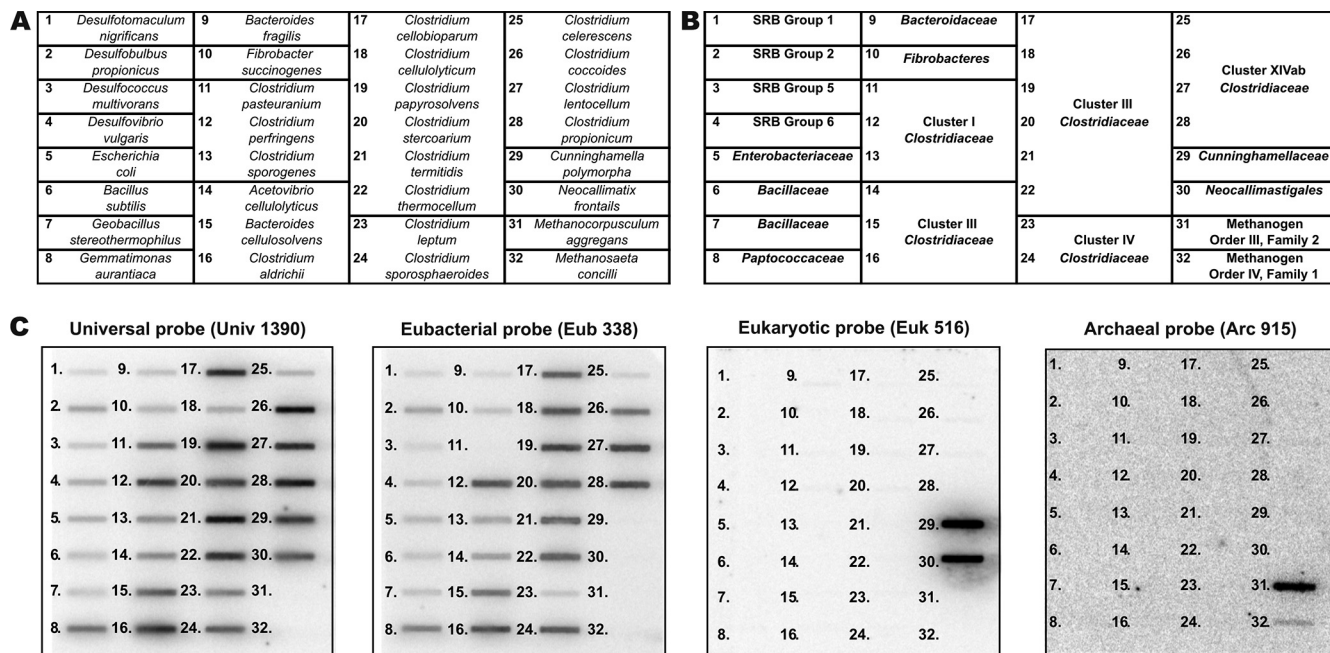 A
1 Desulfotomaculum nigrificans
2 Desulfobulbus propionicus
3 Desulfococcus multivorans
4 Desulfovibrio vulgaris
5 Escherichia coli
6 Bacillus subtilis
7 Geobacillus stereothermophilus
8 Gemmatimonas aurantiaca
9 Bacteroides fragilis
10 Fibrobacter succinogenes
11 Clostridium pasteuranium
12 Clostridium perfringens
13 Clostridium sporogenes
14 Acetovibrio cellulolyticus
15 Bacteroides cellulosolvens
16 Clostridium aldrichii
17 Clostridium cellobioparum
18 Clostridium cellulolyticum
19 Clostridium papyrosolvens
20 Clostridium stercoarium
21 Clostridium termitidis
22 Clostridium thermocellum
23 Clostridium leptum
24 Clostridium sporosphaeroides
25 Clostridium celerescens
26 Clostridium coccoides
27 Clostridium lentocellum
28 Clostridium propionicum
29 Cunninghamella polymorpha
30 Neocallimatix frontails
31 Methanocorpusculum aggregans
32 Methanosaeta concilli
B
1 SRB Group 1
2 SRB Group 2
3 SRB Group 5
4 SRB Group 6
5 Enterobacteriaceae
6 Bacillaceae
7 Bacillaceae
8 Paptococcaceae
9 Bacteroidaceae
10 Fibrobacteres
11
12 Cluster I
Clostridiaceae
13
14
15 Cluster III
Clostridiaceae
16
17
18
19
20 Cluster III
Clostridiaceae
21
22
23 Cluster IV
24 Clostridiaceae
25
26 Cluster XIVab
27 Clostridiaceae
28
29 Cunninghamellaceae
30 Neocallimastigales
31 Methanogen
Order III, Family 2
32 Methanogen
Order IV, Family 1
C
Universal probe (Univ 1390)
1. 9. 17. 25.
2. 10. 18. 26.
3. 11. 19. 27.
4. 12. 20. 28.
5. 13. 21. 29.
6. 14. 22. 30.
7. 15. 23. 31.
8. 16. 24. 32.
Eubacterial probe (Eub 338)
1. 9. 17. 25.
2. 10. 18. 26.
3. 11. 19. 27.
4. 12. 20. 28.
5. 13. 21. 29.
6. 14. 22. 30.
7. 15. 23. 31.
8. 16. 24. 32.
Eukaryotic probe (Euk 516)
1. 9. 17. 25.
2. 10. 18. 26.
3. 11. 19. 27.
4. 12. 20. 28.
5. 13. 21. 29.
6. 14. 22. 30.
7. 15. 23. 31.
8. 16. 24. 32.
Archaeal probe (Arc 915)
1. 9. 17. 25.
2. 10. 18. 26.
3. 11. 19. 27.
4. 12. 20. 28.
5. 13. 21. 29.
6. 14. 22. 30.
7. 15. 23. 31.
8. 16. 24. 32.